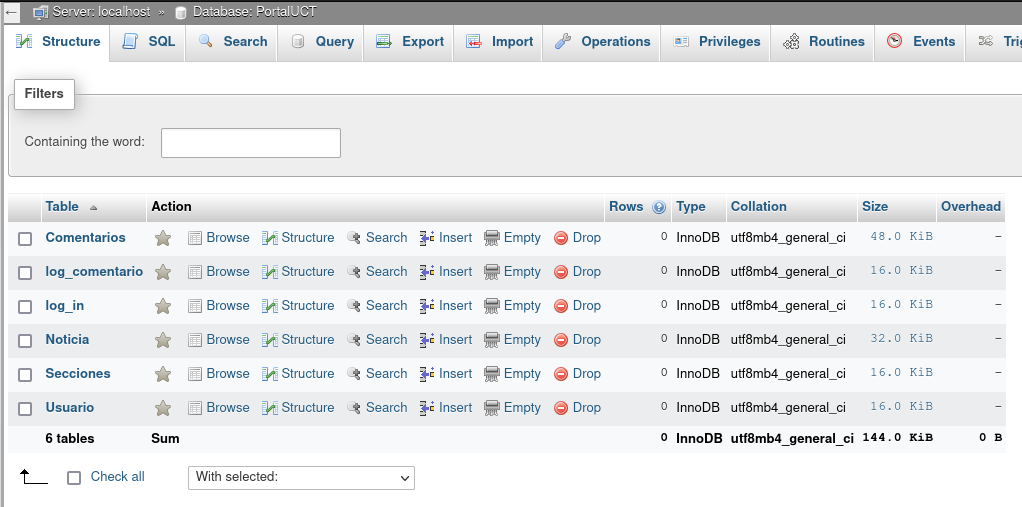 ← Server: localhost » Database: PortalUCT
Structure SQL Search Query Export Import Operations Privileges Routines Events Tri
Filters
Containing the word:
Table Action Rows Type Collation Size Overhead
Comentarios Browse Structure Search Insert Empty Drop 0 InnoDB utf8mb4_general_ci 48.0 KiB –
log_comentario Browse Structure Search Insert Empty Drop 0 InnoDB utf8mb4_general_ci 16.0 KiB –
log_in Browse Structure Search Insert Empty Drop 0 InnoDB utf8mb4_general_ci 16.0 KiB –
Noticia Browse Structure Search Insert Empty Drop 0 InnoDB utf8mb4_general_ci 32.0 KiB –
Secciones Browse Structure Search Insert Empty Drop 0 InnoDB utf8mb4_general_ci 16.0 KiB –
Usuario Browse Structure Search Insert Empty Drop 0 InnoDB utf8mb4_general_ci 16.0 KiB –
6 tables Sum 0 InnoDB utf8mb4_general_ci 144.0 KiB 0 B
Check all With selected: